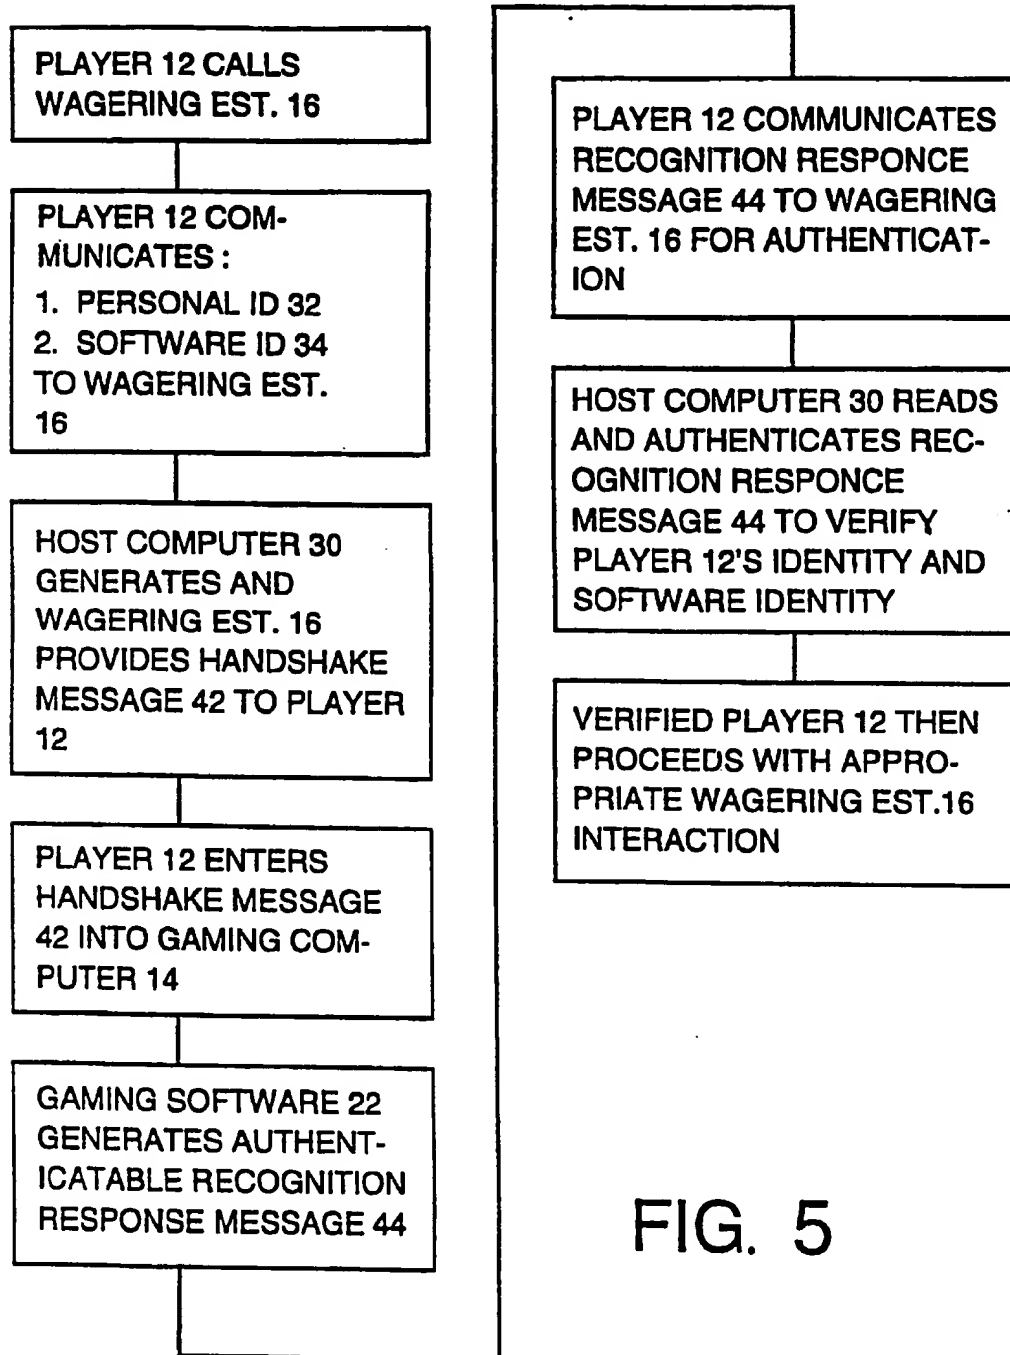 PLAYER 12 CALLS
WAGERING EST. 16
PLAYER 12 COM-
MUNICATES :
1. PERSONAL ID 32
2. SOFTWARE ID 34
TO WAGERING EST.
16
HOST COMPUTER 30
GENERATES AND
WAGERING EST. 16
PROVIDES HANDSHAKE
MESSAGE 42 TO PLAYER
12
PLAYER 12 ENTERS
HANDSHAKE MESSAGE
42 INTO GAMING COM-
PUTER 14
GAMING SOFTWARE 22
GENERATES AUTHENT-
ICATABLE RECOGNITION
RESPONSE MESSAGE 44
PLAYER 12 COMMUNICATES
RECOGNITION RESPONCE
MESSAGE 44 TO WAGERING
EST. 16 FOR AUTHENTICAT-
ION
HOST COMPUTER 30 READS
AND AUTHENTICATES REC-
OGNITION RESPONCE
MESSAGE 44 TO VERIFY
PLAYER 12'S IDENTITY AND
SOFTWARE IDENTITY
VERIFIED PLAYER 12 THEN
PROCEEDS WITH APPRO-
PRIATE WAGERING EST.16
INTERACTION
FIG. 5